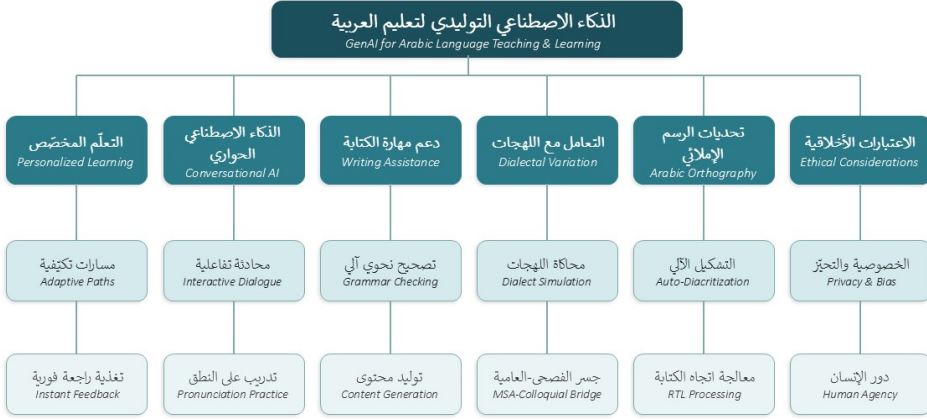 الذكاء الاصطناعي التوليدي لتعليم العربية
GenAI for Arabic Language Teaching & Learning
الاعتبارات الأخلاقية
Ethical Considerations
تحديات الرسم
الإملائي
Arabic Orthography
التعامل مع اللهجات
Dialectal Variation
دعم مهارة الكتابة
Writing Assistance
الذكاء الاصطناعي
الحواري
Conversational AI
التعلّم المخصّص
Personalized Learning
الخصوصية والتحيّز
Privacy & Bias
التشكيل الآلي
Auto-Diacritization
محاكاة اللهجات
Dialect Simulation
تصحيح نحوي آلي
Grammar Checking
محادثة تفاعلية
Interactive Dialogue
مسارات تكيّفية
Adaptive Paths
دور الإنسان
Human Agency
معالجة اتجاه الكتابة
RTL Processing
جسر الفصحى-العامية
MSA-Colloquial Bridge
توليد محتوى
Content Generation
تدريب على النطق
Pronunciation Practice
تغذية راجعة فورية
Instant Feedback